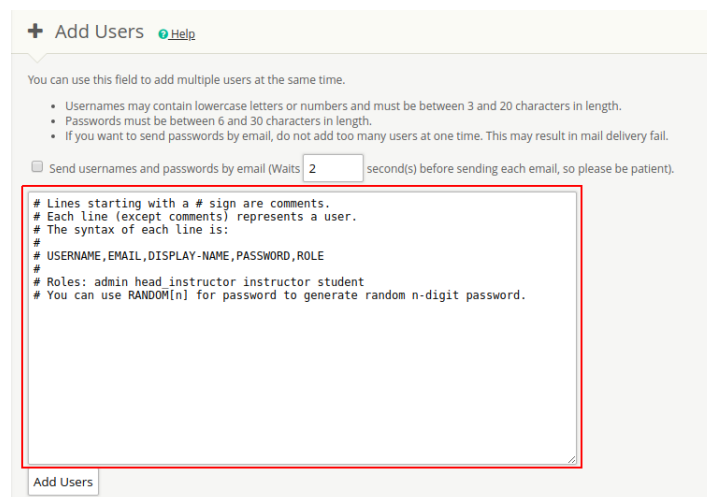 Add Users Help
You can use this field to add multiple users at the same time.
• Usernames may contain lowercase letters or numbers and must be between 3 and 20 characters in length.
• Passwords must be between 6 and 30 characters in length.
• If you want to send passwords by email, do not add too many users at one time. This may result in mail delivery fail.
Send usernames and passwords by email (Waits 2 second(s) before sending each email, so please be patient).
# Lines starting with a # sign are comments.
# Each line (except comments) represents a user.
# The syntax of each line is:
#
# USERNAME,EMAIL,DISPLAY-NAME,PASSWORD,ROLE
#
# Roles: admin head_instructor instructor student
# You can use RANDOM[n] for password to generate random n-digit password.
Add Users